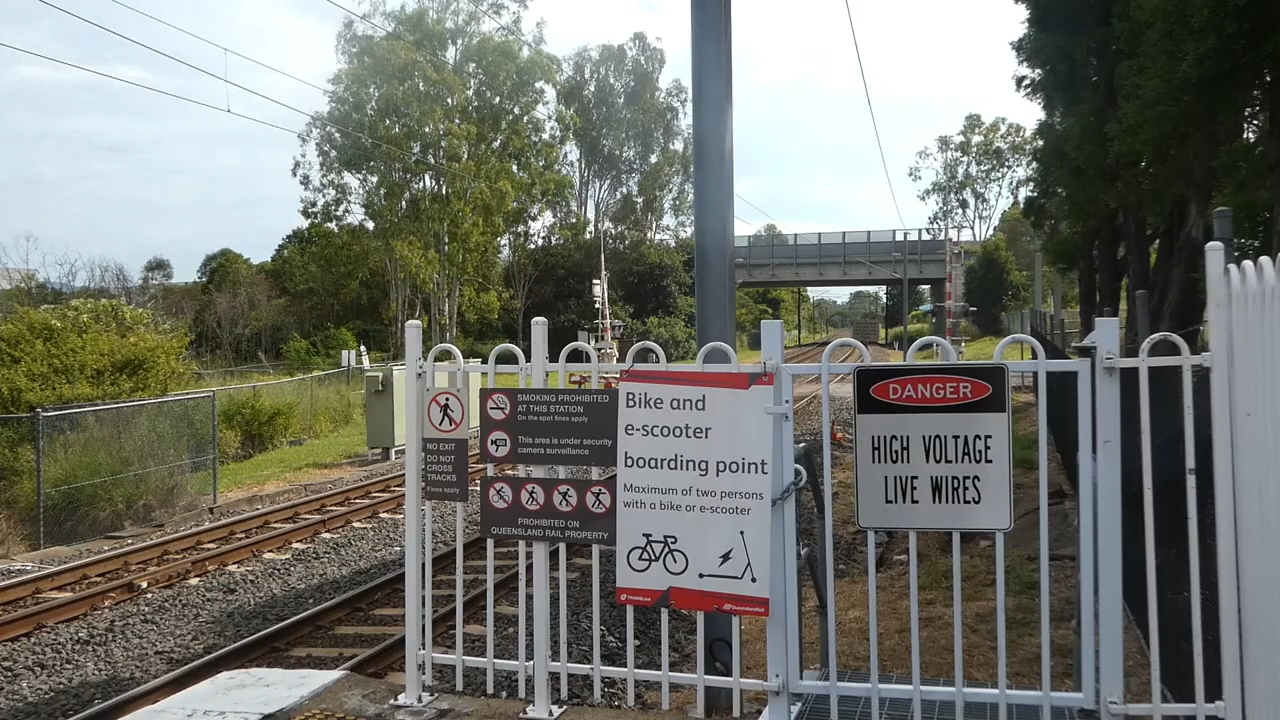 NO EXIT
DO NOT
CROSS
TRACKS
Fines apply
SMOKING PROHIBITED
AT THIS STATION
On the spot fines apply
This area is under security
camera surveillance
PROHIBITED ON
QUEENSLAND RAIL PROPERTY
Bike and
e-scooter
boarding point
Maximum of two persons
with a bike or e-scooter
TRANSLink
QueenslandRail
DANGER
HIGH VOLTAGE
LIVE WIRES